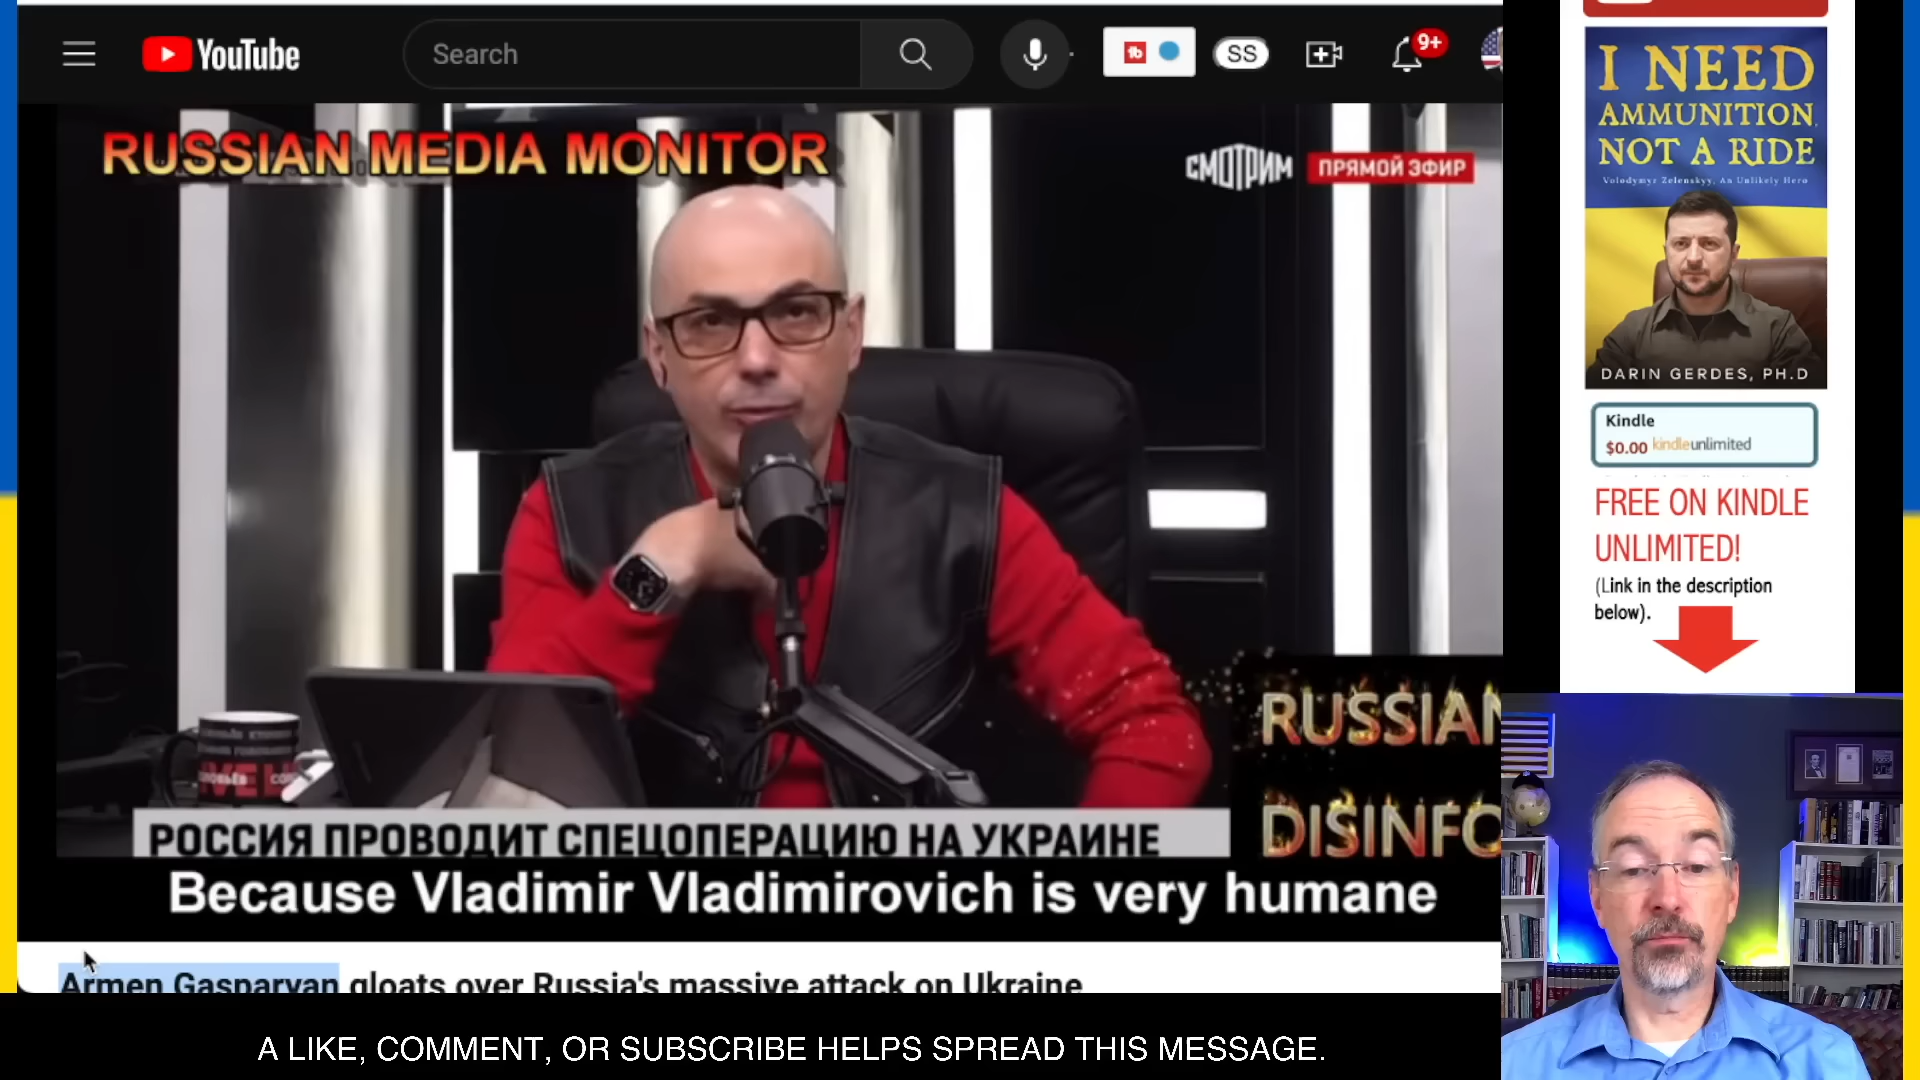 YouTube
Search
SS
9+
RUSSIAN MEDIA MONITOR
СМОТРИМ
ПРЯМОЙ ЭФИР
RUSSIAN
DISINFO
РОССИЯ ПРОВОДИТ СПЕЦОПЕРАЦИЮ НА УКРАИНЕ
Because Vladimir Vladimirovich is very humane
Armen Gasparyan gloats over Russia's massive attack on Ukraine
A LIKE, COMMENT, OR SUBSCRIBE HELPS SPREAD THIS MESSAGE.
I NEED
AMMUNITION,
NOT A RIDE
Volodymyr Zelenskyy, An Unlikely Hero
DARIN GERDES, PH.D
Kindle
$0.00 kindleunlimited
FREE ON KINDLE
UNLIMITED!
(Link in the description
below).